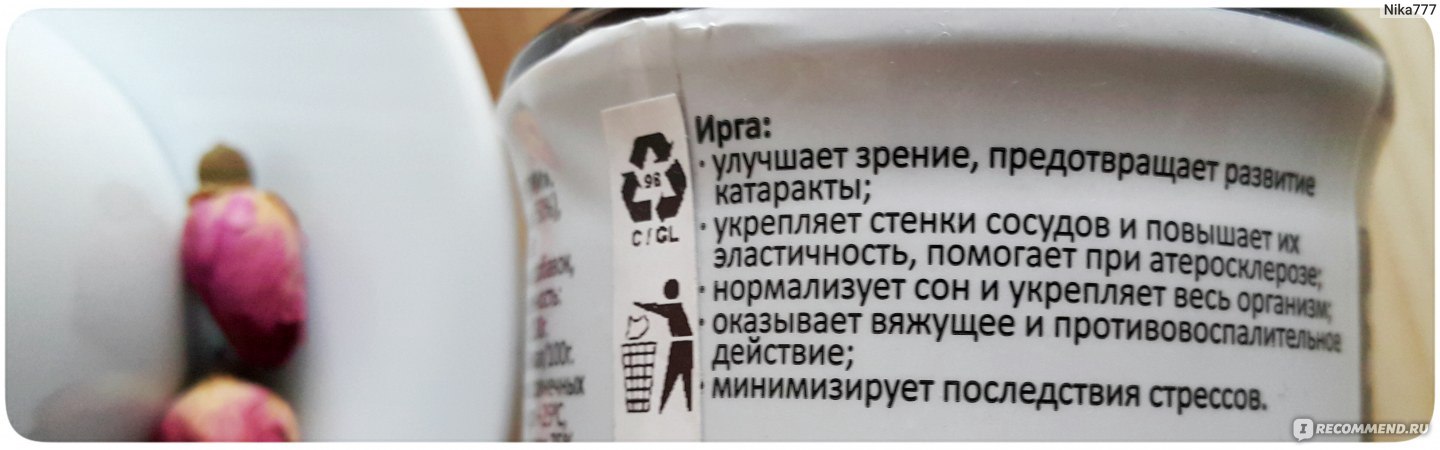 Nika777
Ирга:
· улучшает зрение, предотвращает развитие
катаракты;
· укрепляет стенки сосудов и повышает их
эластичность, помогает при атеросклерозе;
· нормализует сон и укрепляет весь организм;
· оказывает вяжущее и противовоспалительное
действие;
· минимизирует последствия стрессов.
96
C / GL
I RECOMMEND.RU